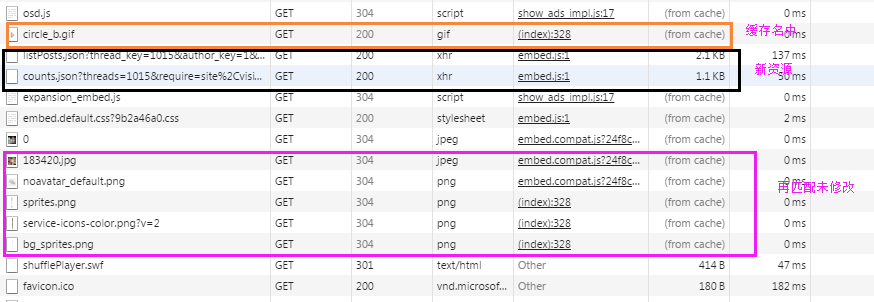 osd.js GET 304 script show_ads_impl.js:17 (from cache) 0 ms
circle_b.gif GET 200 gif (index):328 (from cache) 0 ms 缓存名中
listPosts.json?thread_key=1015&author_key=1&... GET 200 xhr embed.js:1 2.1 KB 137 ms
counts.json?threads=1015&require=site%2Cvisi... GET 200 xhr embed.js:1 1.1 KB 50 ms 新资源
expansion_embed.js GET 304 script show_ads_impl.js:17 (from cache) 0 ms
embed.default.css?9b2a46a0.css GET 200 stylesheet embed.js:1 (from cache) 2 ms
0 GET 304 jpeg embed.compat.js?24f8c... (from cache) 0 ms
183420.jpg GET 304 jpeg embed.compat.js?24f8c... (from cache) 0 ms
noavatar_default.png GET 304 png embed.compat.js?24f8c... (from cache) 0 ms 再匹配未修改
sprites.png GET 304 png (index):328 (from cache) 0 ms
service-icons-color.png?v=2 GET 304 png (index):328 (from cache) 0 ms
bg_sprites.png GET 304 png (index):328 (from cache) 0 ms
shufflePlayer.swf GET 301 text/html Other 414 B 47 ms
favicon.ico GET 200 vnd.microsof... Other 180 B 182 ms